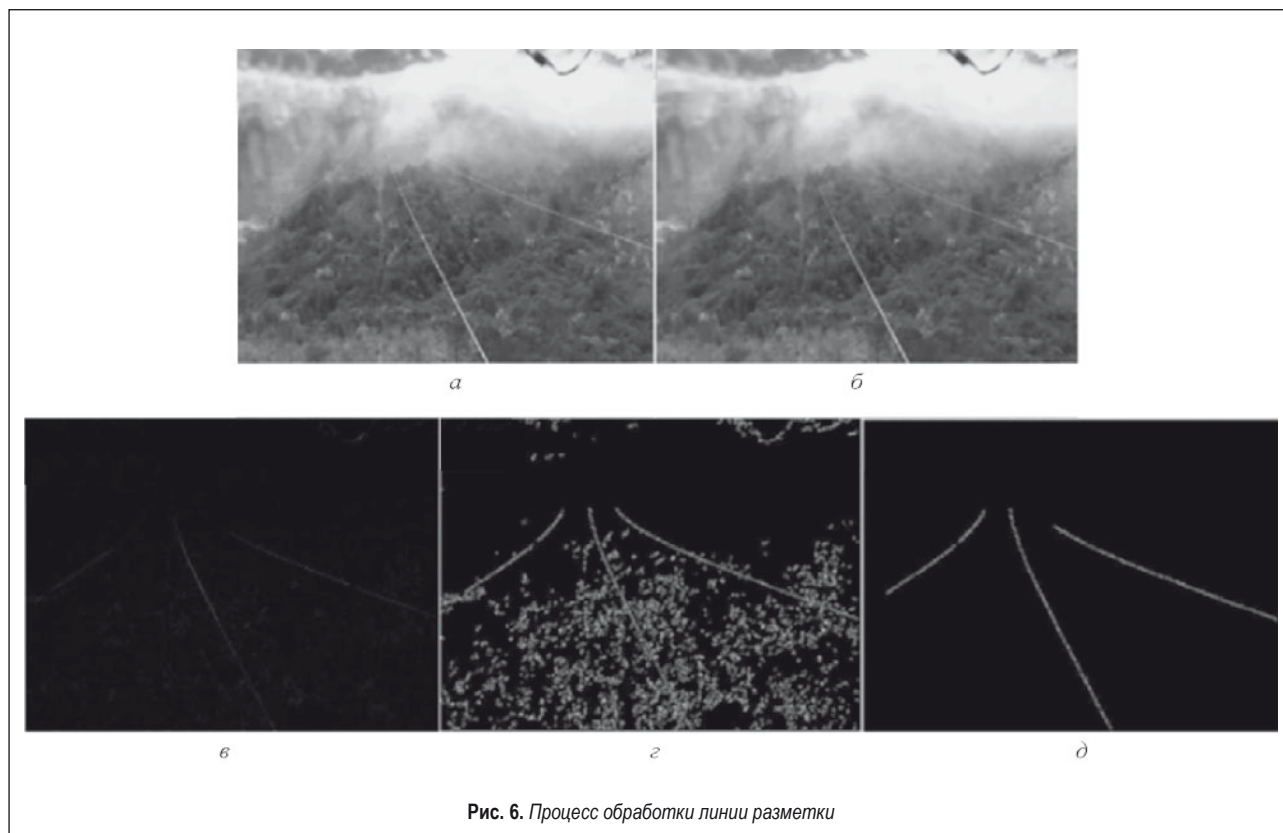 а
б
в
г
д
Рис. 6. Процесс обработки линии разметки